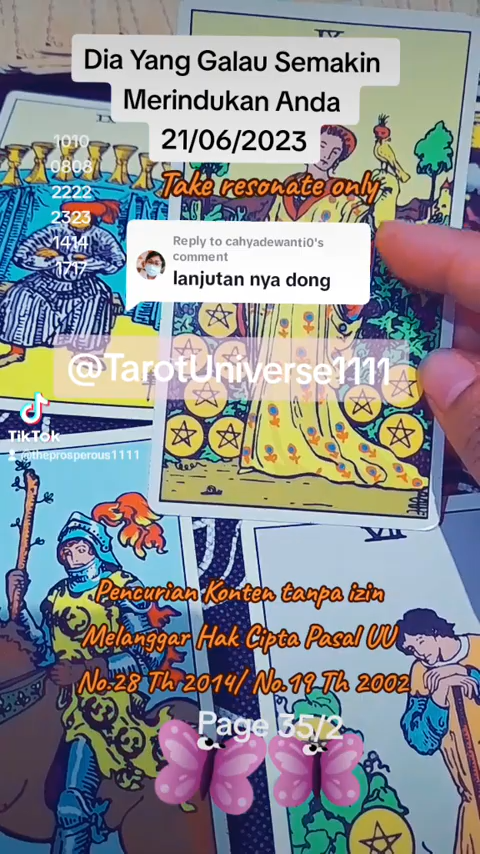 Dia Yang Galau Semakin
Merindukan Anda
21/06/2023
1010
0808
2222
2323
1414
1717
Take resonate only
Reply to cahyadewanti0's
comment
lanjutan nya dong
@TarotUniverse1111
TikTok
@theprosperous1111
Pencurian Konten tanpa izin
Melanggar Hak Cipta Pasal UU
No.28 Th 2014/ No.19 Th 2002
Page 35/2